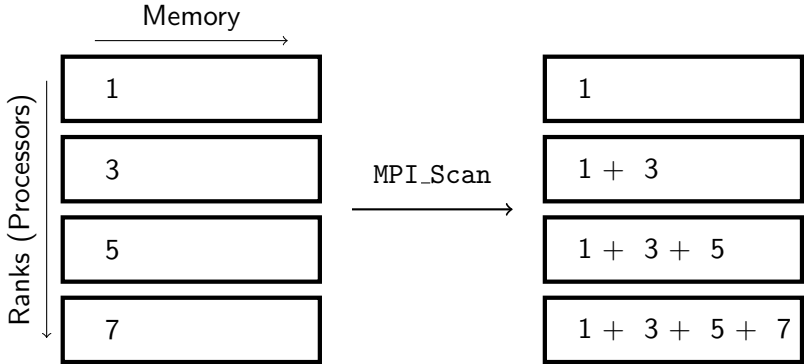 Memory
Ranks (Processors)
1
3
5
7
MPI_Scan
1
1 + 3
1 + 3 + 5
1 + 3 + 5 + 7